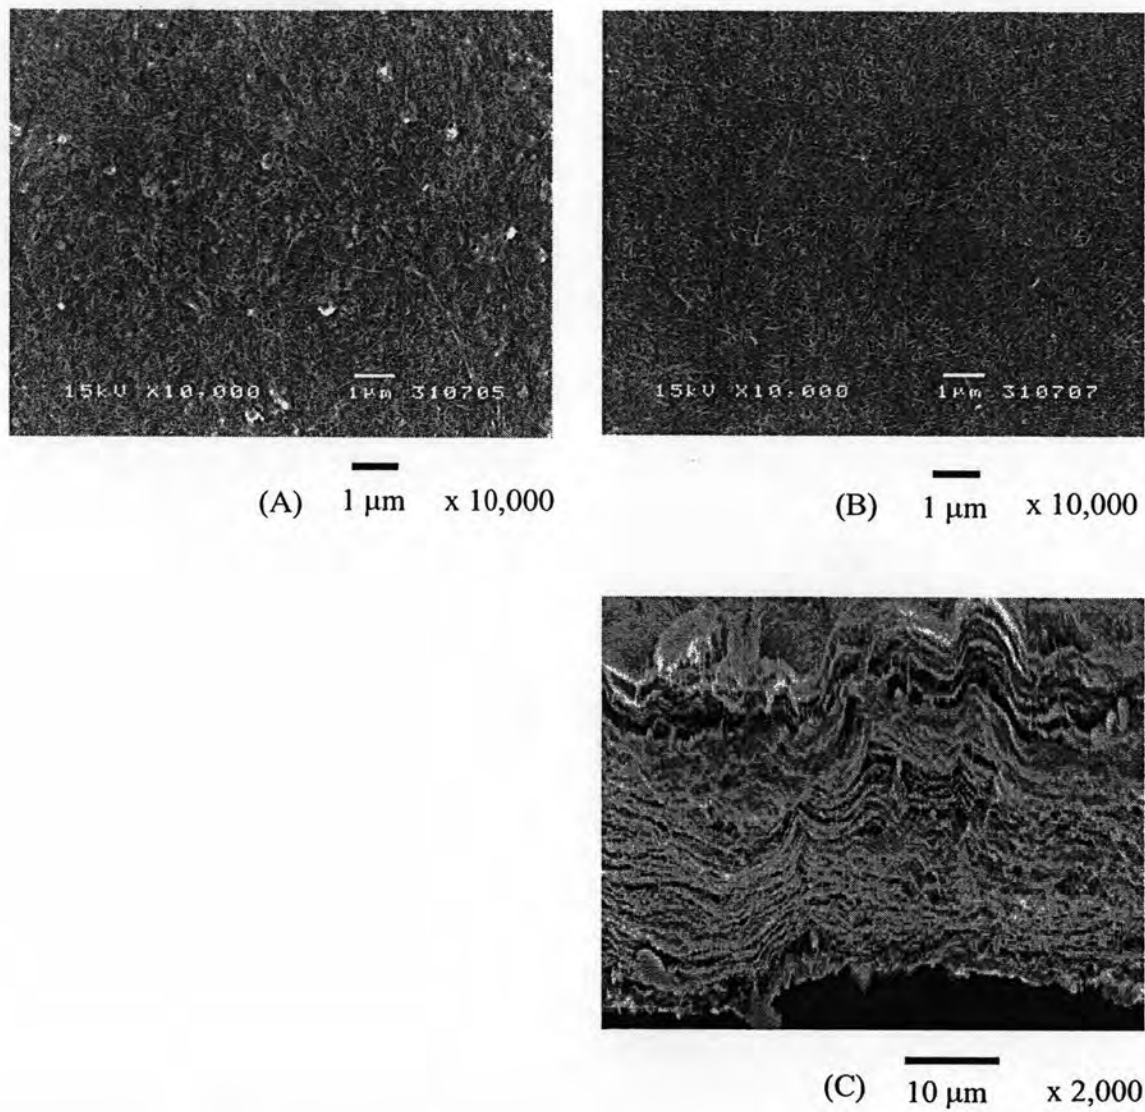 15kV X10,000 1µm 310705
15kV X10,000 1µm 310707
(A) 1 µm x 10,000
(B) 1 µm x 10,000
(C) 10 µm x 2,000